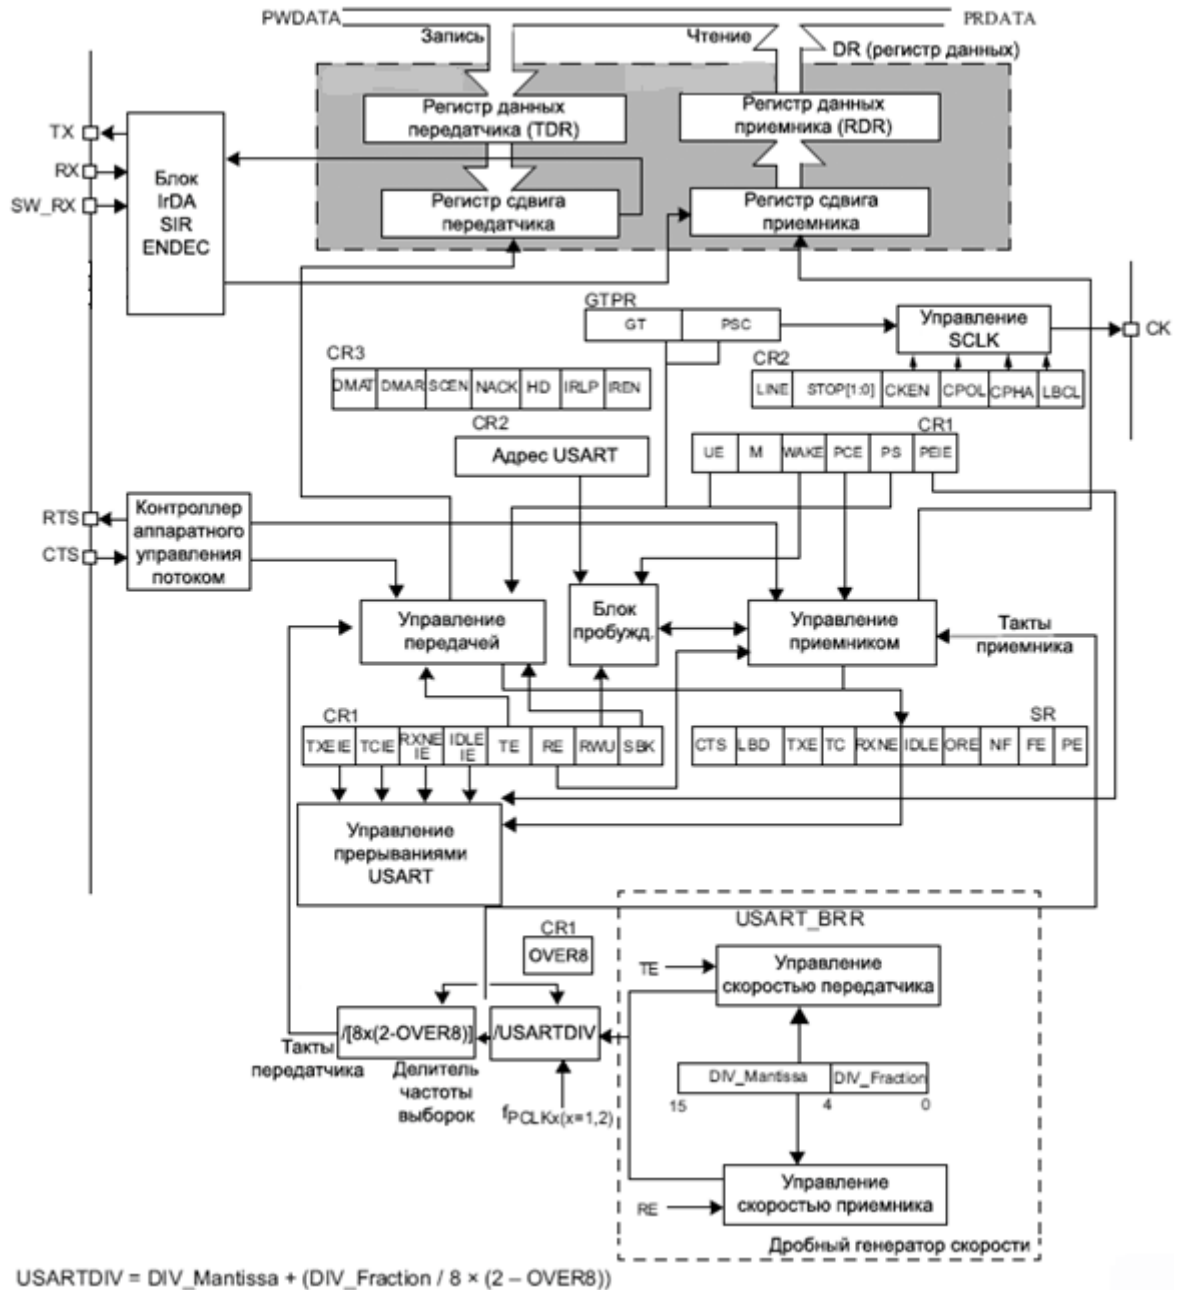 PWDATA
PRDATA
Запись
Чтение
DR (регистр данных)
Регистр данных
передатчика (TDR)
Регистр данных
приемника (RDR)
TX
RX
SW_RX
Блок
IrDA
SIR
ENDEC
Регистр сдвига
передатчика
Регистр сдвига
приемника
GTPR
GT
PSC
Управление
SCLK
CK
CR3
DMAT
DMAR
SCEN
NACK
HD
IRLP
IREN
CR2
LINE
STOP[1:0]
CKEN
CPOL
CPHA
LBCL
CR2
Адрес USART
CR1
UE
M
WAKE
PCE
PS
PEIE
RTS
CTS
Контроллер
аппаратного
управления
потоком
Управление
передачей
Блок
пробужд.
Управление
приемником
Такты
приемника
CR1
TXEIE
TCIE
RXNE
IE
IDLE
IE
TE
RE
RWU
SBK
SR
CTS
LBD
TXE
TC
RXNE
IDLE
ORE
NF
FE
PE
Управление
прерываниями
USART
CR1
OVER8
USART_BRR
TE
Управление
скоростью передатчика
/[8x(2-OVER8)]
/USARTDIV
Такты
передатчика
Делитель
частоты
выборок
fPCLKx(x=1,2)
DIV_Mantissa
DIV_Fraction
15
4
0
RE
Управление
скоростью приемника
Дробный генератор скорости
USARTDIV = DIV_Mantissa + (DIV_Fraction / 8 × (2 – OVER8))